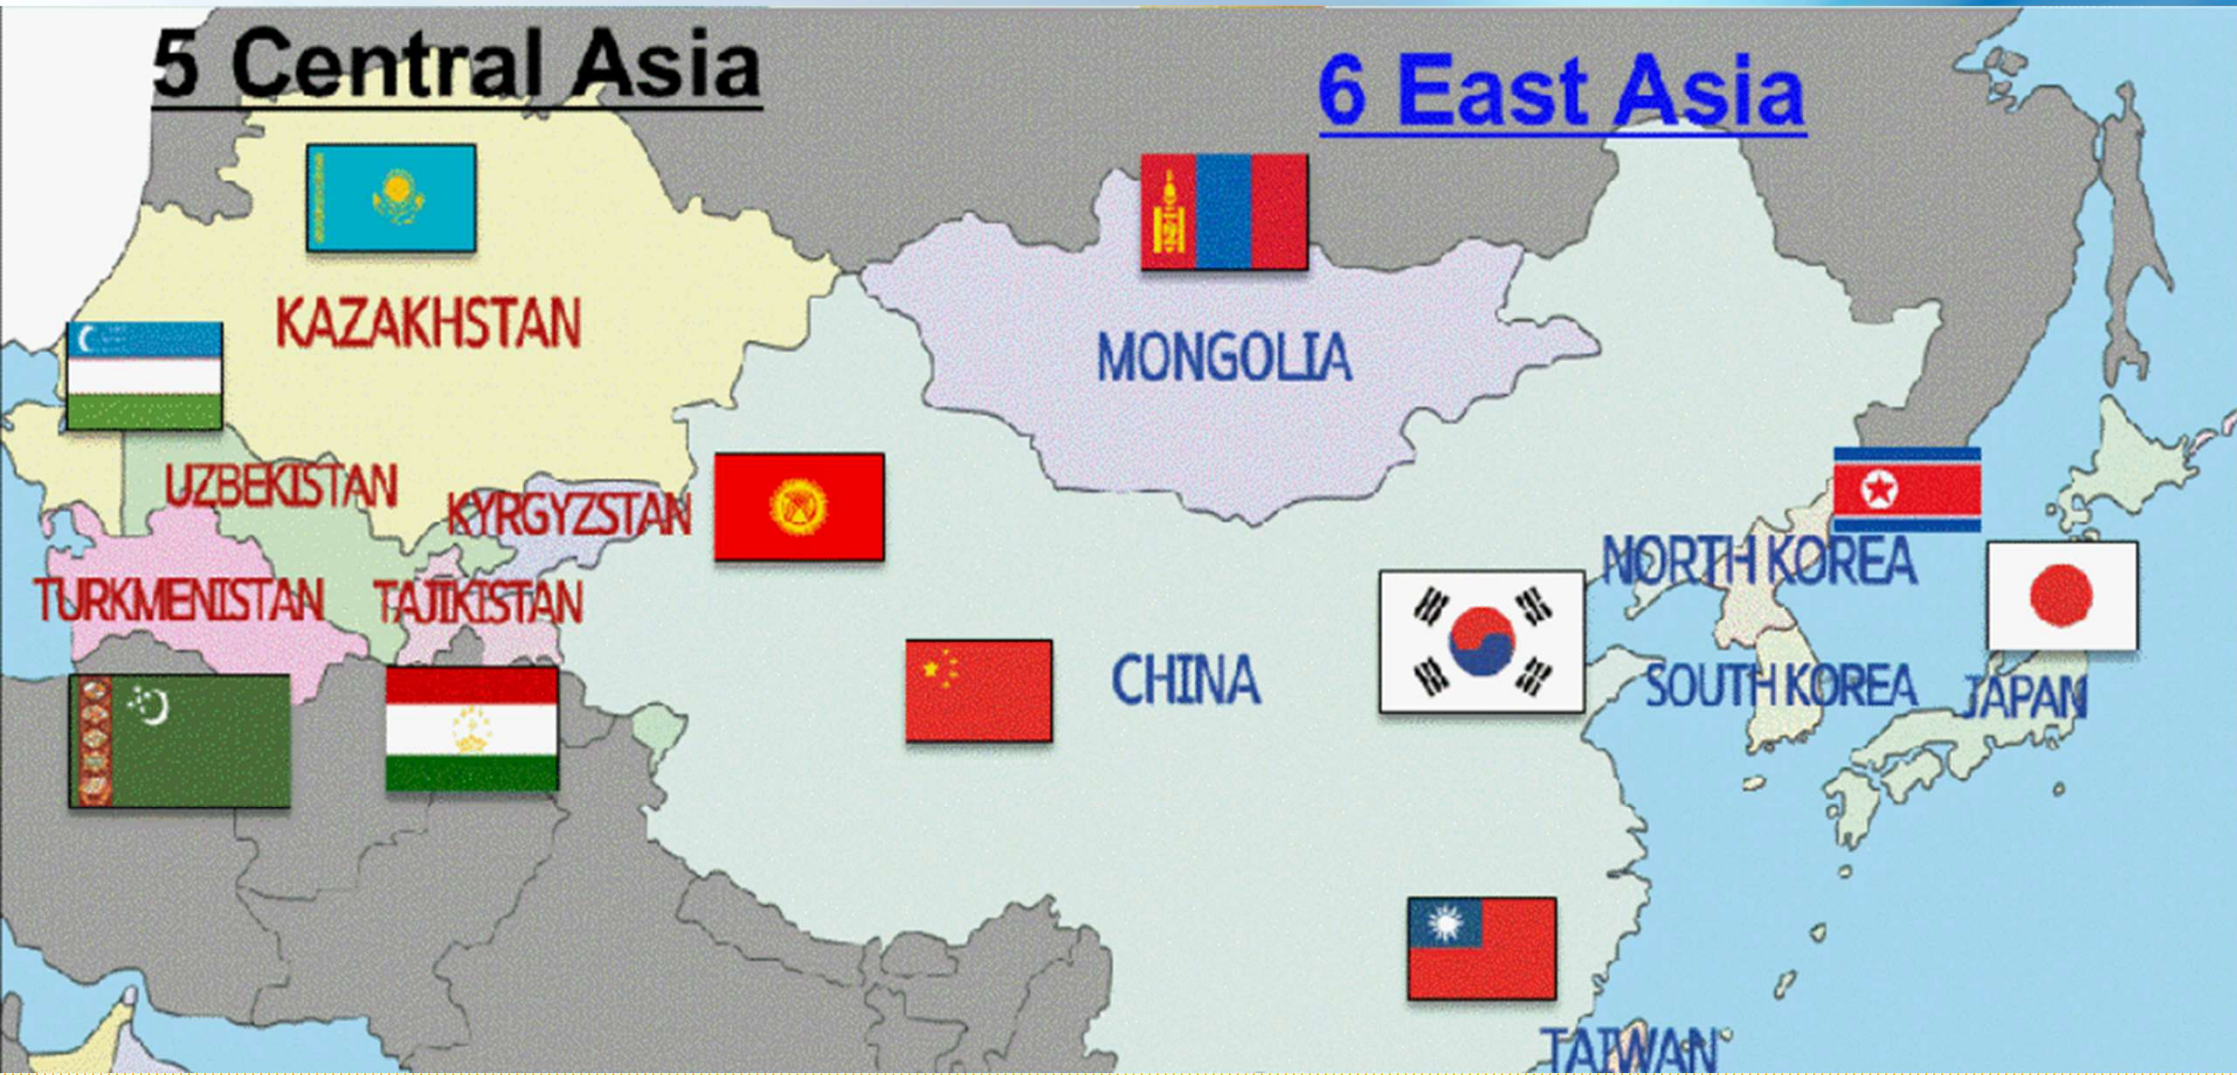 5 Central Asia
6 East Asia
KAZAKHSTAN
MONGOLIA
UZBEKISTAN
KYRGYZSTAN
NORTH KOREA
TURKMENISTAN
TAJIKISTAN
CHINA
SOUTH KOREA
JAPAN
TAIWAN